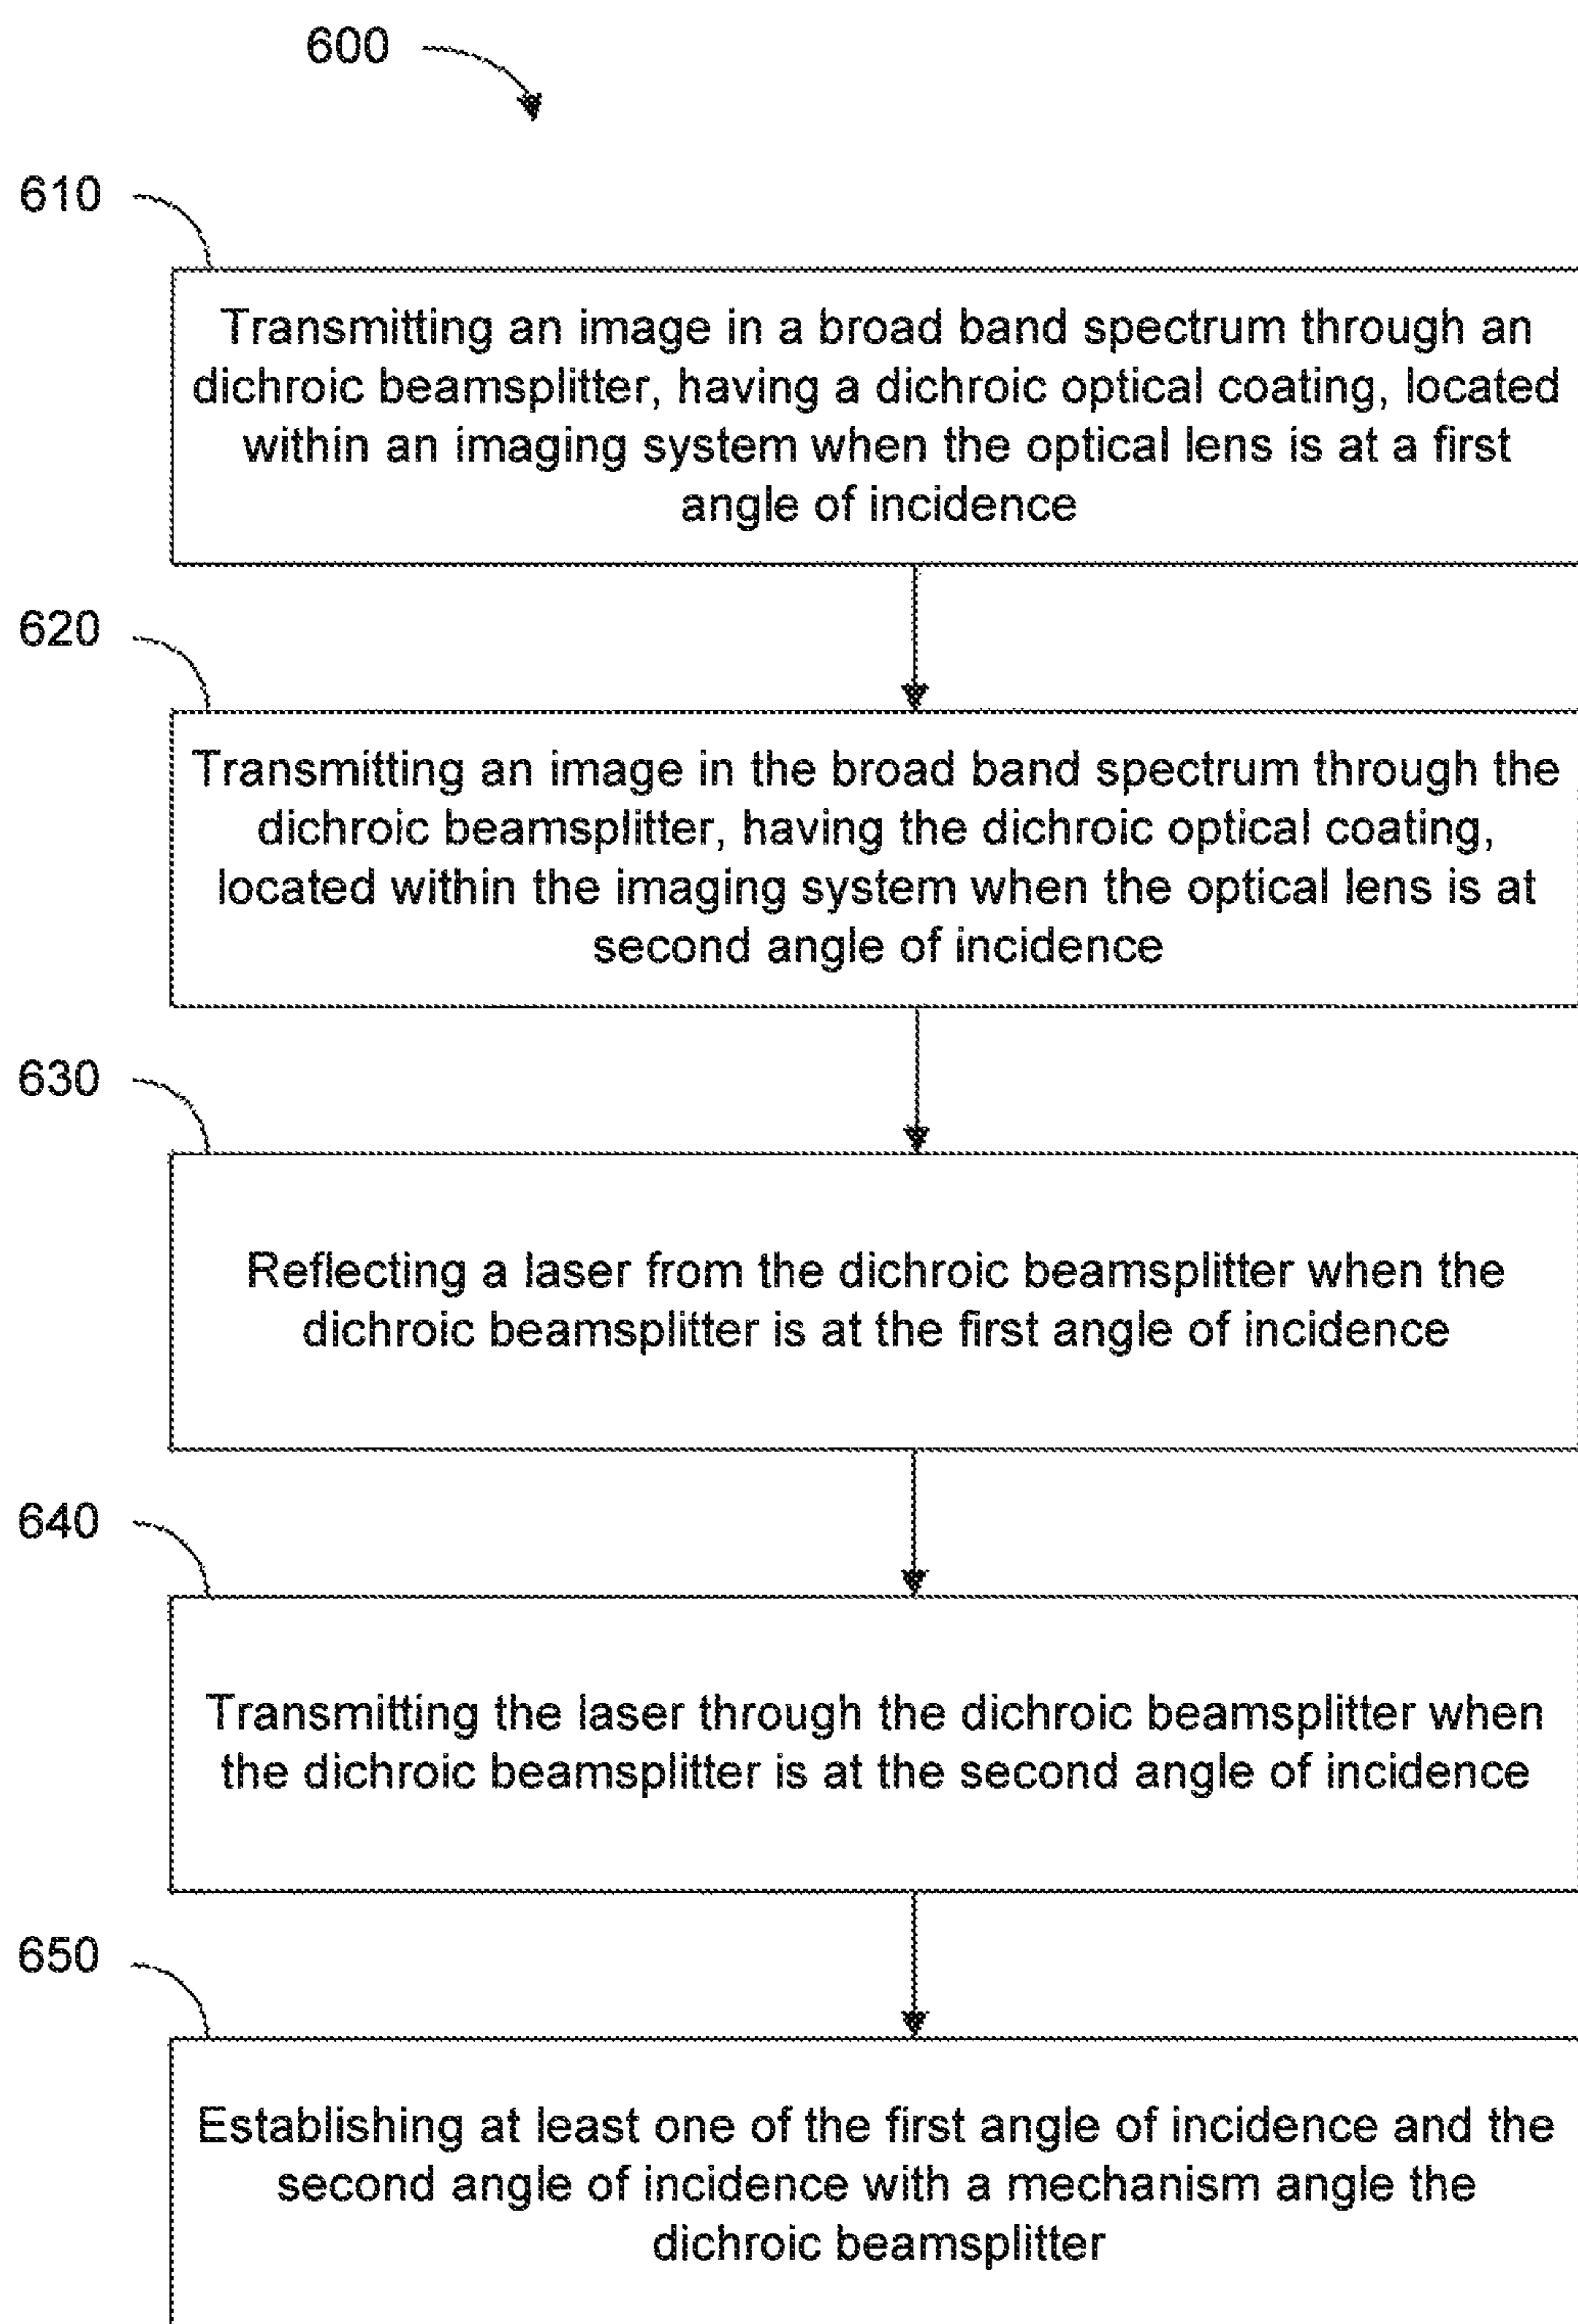 600
610
Transmitting an image in a broad band spectrum through an
dichroic beamsplitter, having a dichroic optical coating, located
within an imaging system when the optical lens is at a first
angle of incidence
620
Transmitting an image in the broad band spectrum through the
dichroic beamsplitter, having the dichroic optical coating,
located within the imaging system when the optical lens is at
second angle of incidence
630
Reflecting a laser from the dichroic beamsplitter when the
dichroic beamsplitter is at the first angle of incidence
640
Transmitting the laser through the dichroic beamsplitter when
the dichroic beamsplitter is at the second angle of incidence
650
Establishing at least one of the first angle of incidence and the
second angle of incidence with a mechanism angle the
dichroic beamsplitter